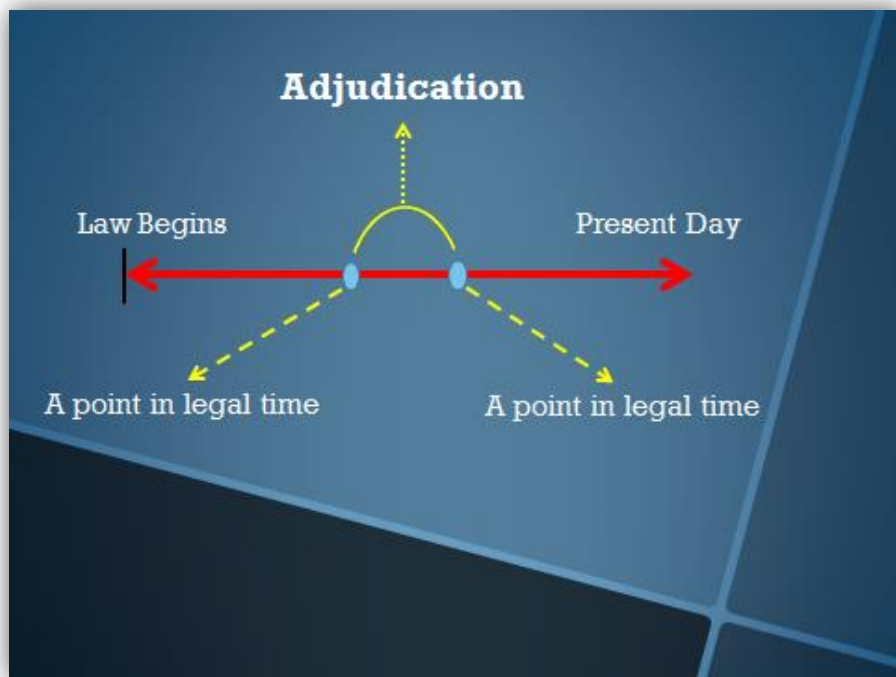 Adjudication
Law Begins
Present Day
A point in legal time
A point in legal time